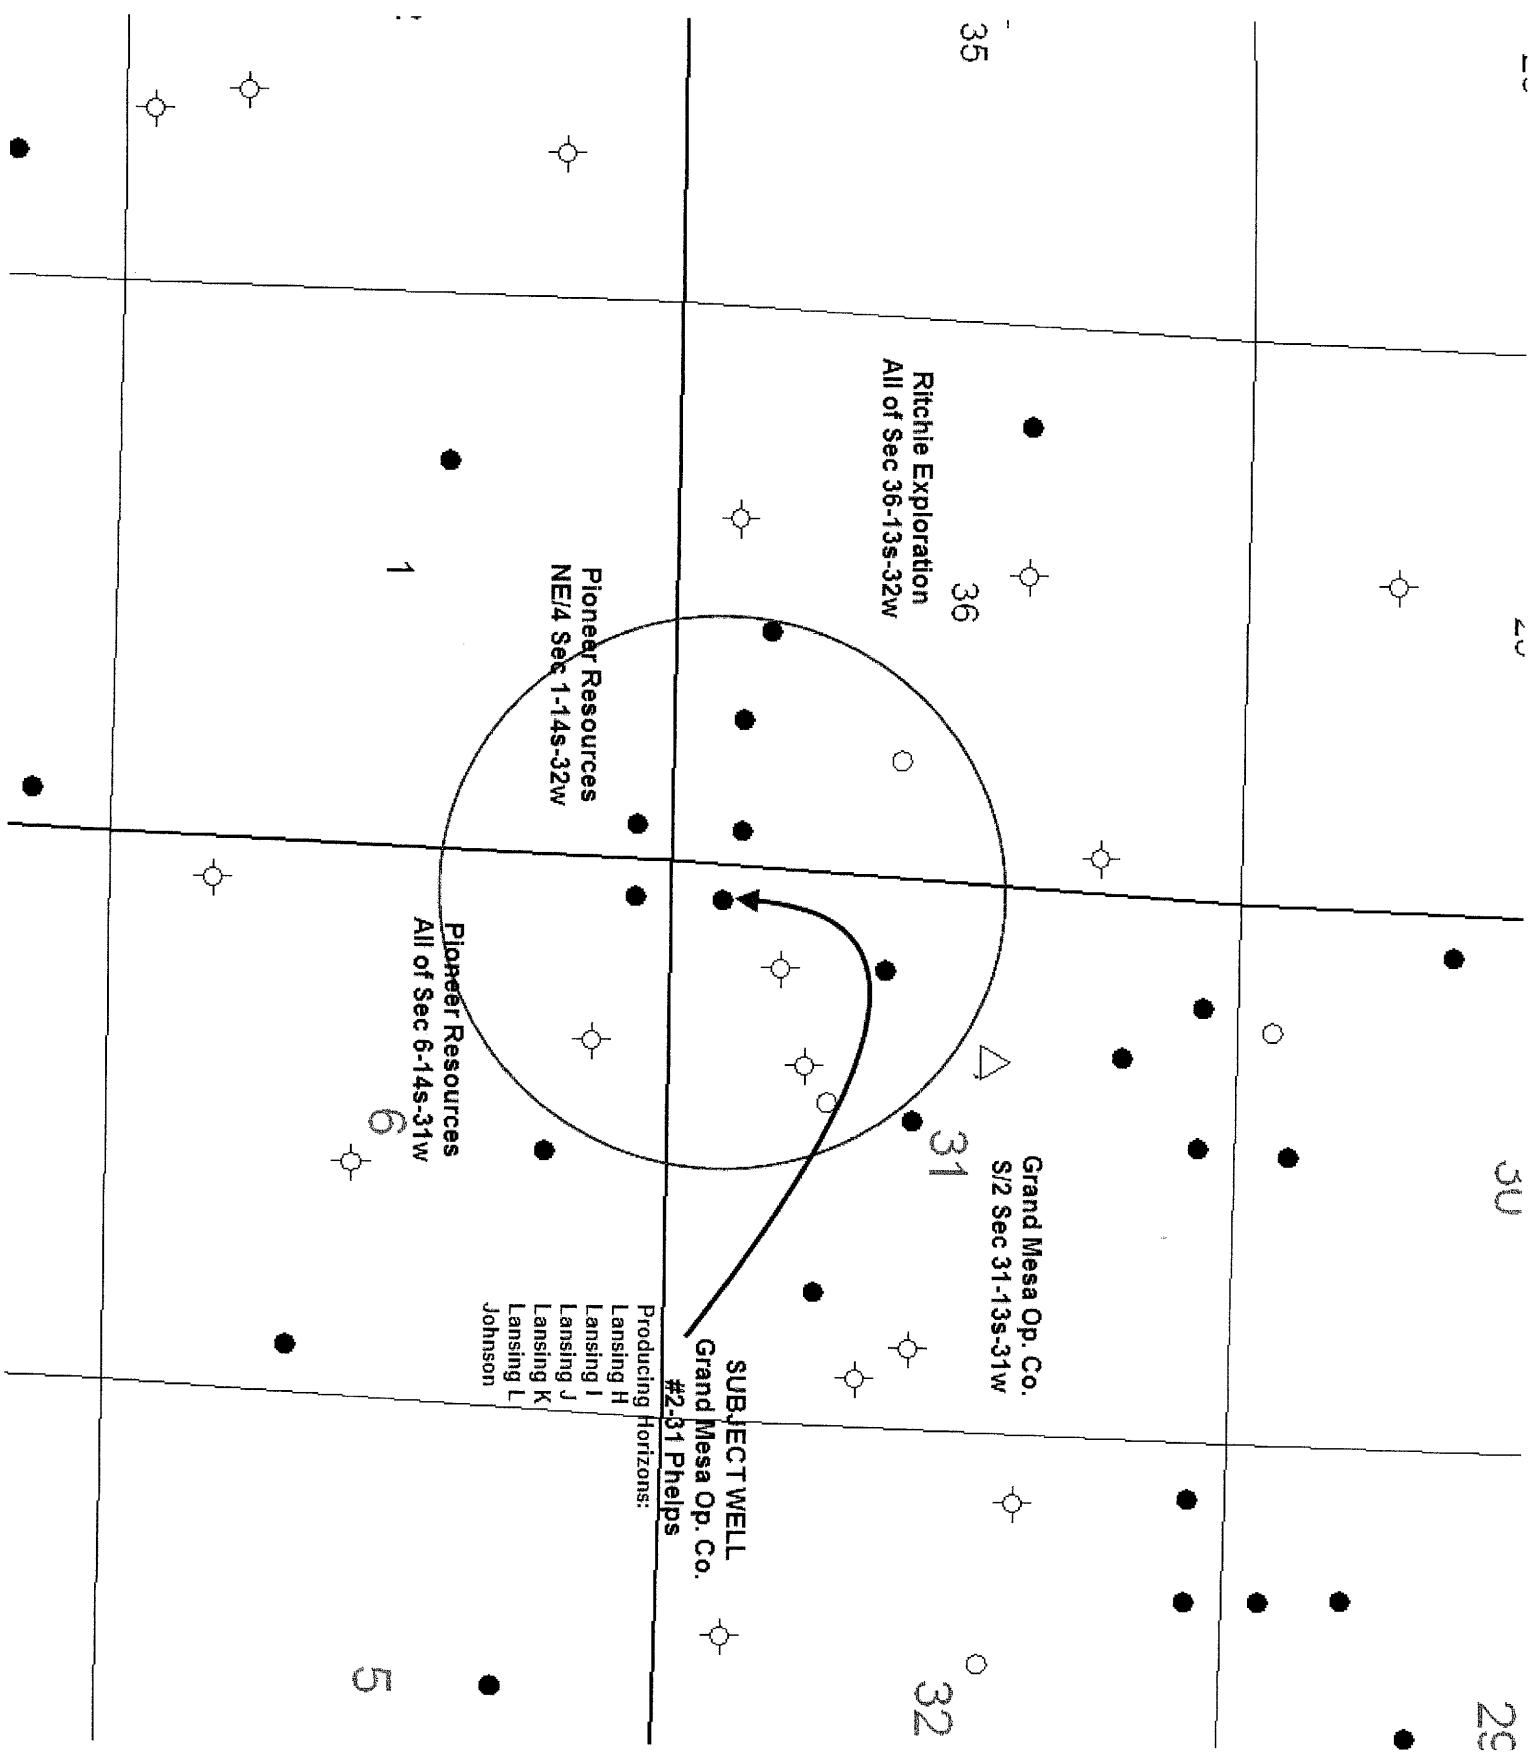 35
36
Ritchie Exploration
All of Sec 36-13s-32w
1
Pioneer Resources
NE/4 Sec 1-14s-32w
31
Grand Mesa Op. Co.
S/2 Sec 31-13s-31w
30
6
Pioneer Resources
All of Sec 6-14s-31w
SUBJECT WELL
Grand Mesa Op. Co.
#2-31 Phelps
Producing Horizons:
Lansing H
Lansing I
Lansing J
Lansing K
Lansing L
Johnson
29
32
5